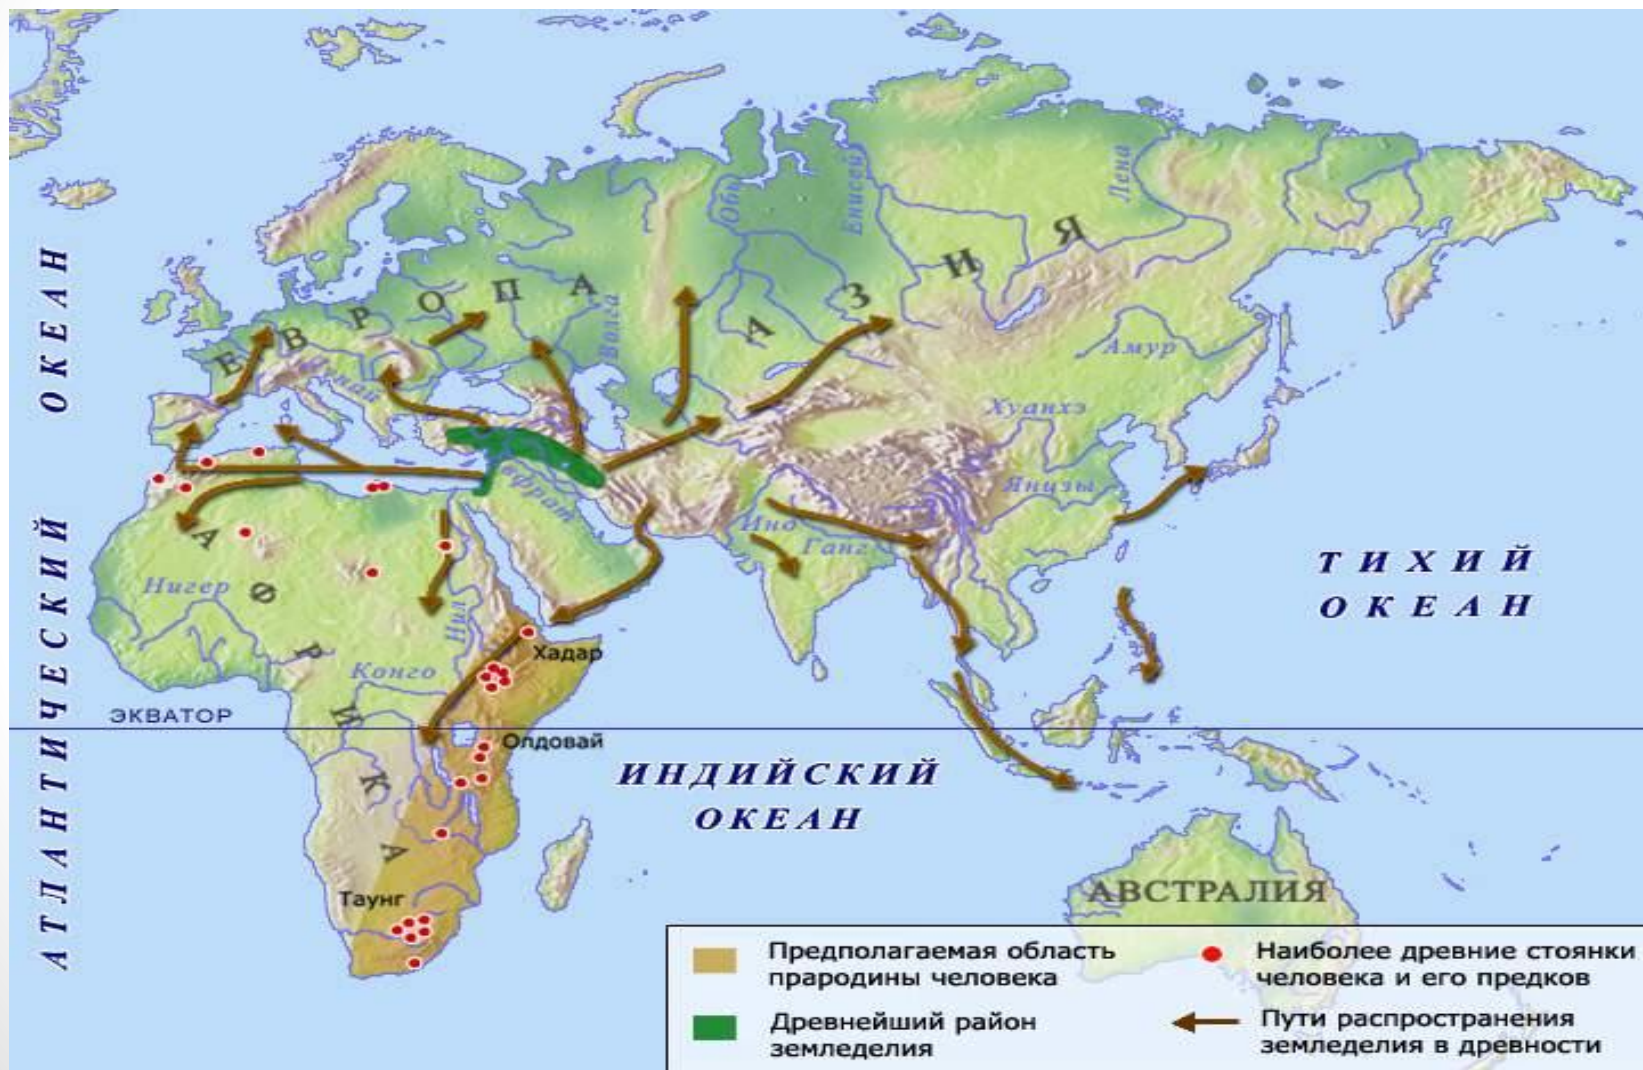 АТЛАНТИЧЕСКИЙ ОКЕАН
ЕВРОПА
АЗИЯ
Обь
Енисей
Лена
Волга
Дунай
Амур
Хуанхэ
Янцзы
Евфрат
Инд
Ганг
АФРИКА
Нигер
Нил
Конго
Хадар
ЭКВАТОР
Олдовай
Таунг
ТИХИЙ
ОКЕАН
ИНДИЙСКИЙ
ОКЕАН
АВСТРАЛИЯ
Предполагаемая область
прародины человека
Древнейший район
земледелия
Наиболее древние стоянки
человека и его предков
Пути распространения
земледелия в древности